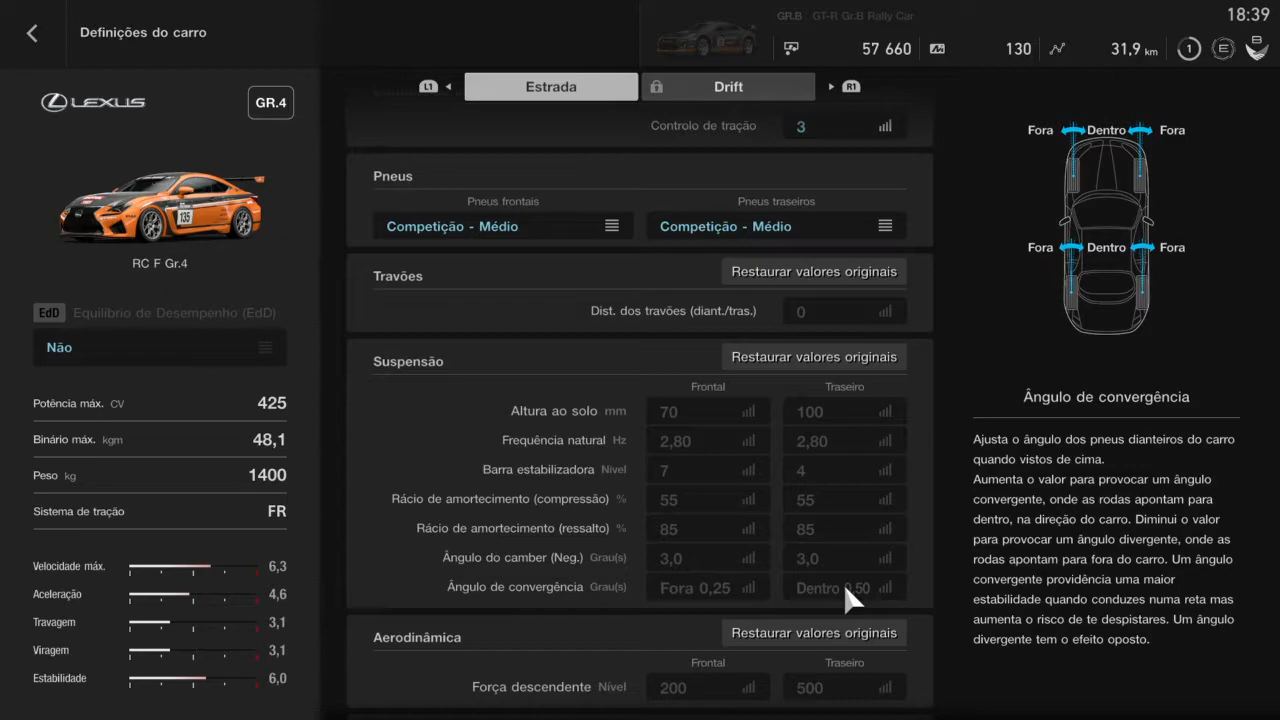 Definições do carro
GR.B GT-R Gr.B Rally Car
18:39
57 660
130
31,9 km
1
E
B
L1
Estrada
Drift
R1
LEXUS
GR.4
135
RC F Gr.4
EdD Equilíbrio de Desempenho (EdD)
Não
Potência máx. CV 425
Binário máx. kgm 48,1
Peso kg 1400
Sistema de tração FR
Velocidade máx. 6,3
Aceleração 4,6
Travagem 3,1
Viragem 3,1
Estabilidade 6,0
Controlo de tração 3
Pneus
Pneus frontais Pneus traseiros
Competição - Médio Competição - Médio
Travões Restaurar valores originais
Dist. dos travões (diant./tras.) 0
Suspensão Restaurar valores originais
Frontal Traseiro
Altura ao solo mm 70 100
Frequência natural Hz 2,80 2,80
Barra estabilizadora Nível 7 4
Rácio de amortecimento (compressão) % 55 55
Rácio de amortecimento (ressalto) % 85 85
Ângulo do camber (Neg.) Grau(s) 3,0 3,0
Ângulo de convergência Grau(s) Fora 0,25 Dentro 0,50
Aerodinâmica Restaurar valores originais
Frontal Traseiro
Força descendente Nível 200 500
Fora Dentro Fora
Fora Dentro Fora
Ângulo de convergência
Ajusta o ângulo dos pneus dianteiros do carro
quando vistos de cima.
Aumenta o valor para provocar um ângulo
convergente, onde as rodas apontam para
dentro, na direção do carro. Diminui o valor
para provocar um ângulo divergente, onde as
rodas apontam para fora do carro. Um ângulo
convergente providência uma maior
estabilidade quando conduzes numa reta mas
aumenta o risco de te despistares. Um ângulo
divergente tem o efeito oposto.